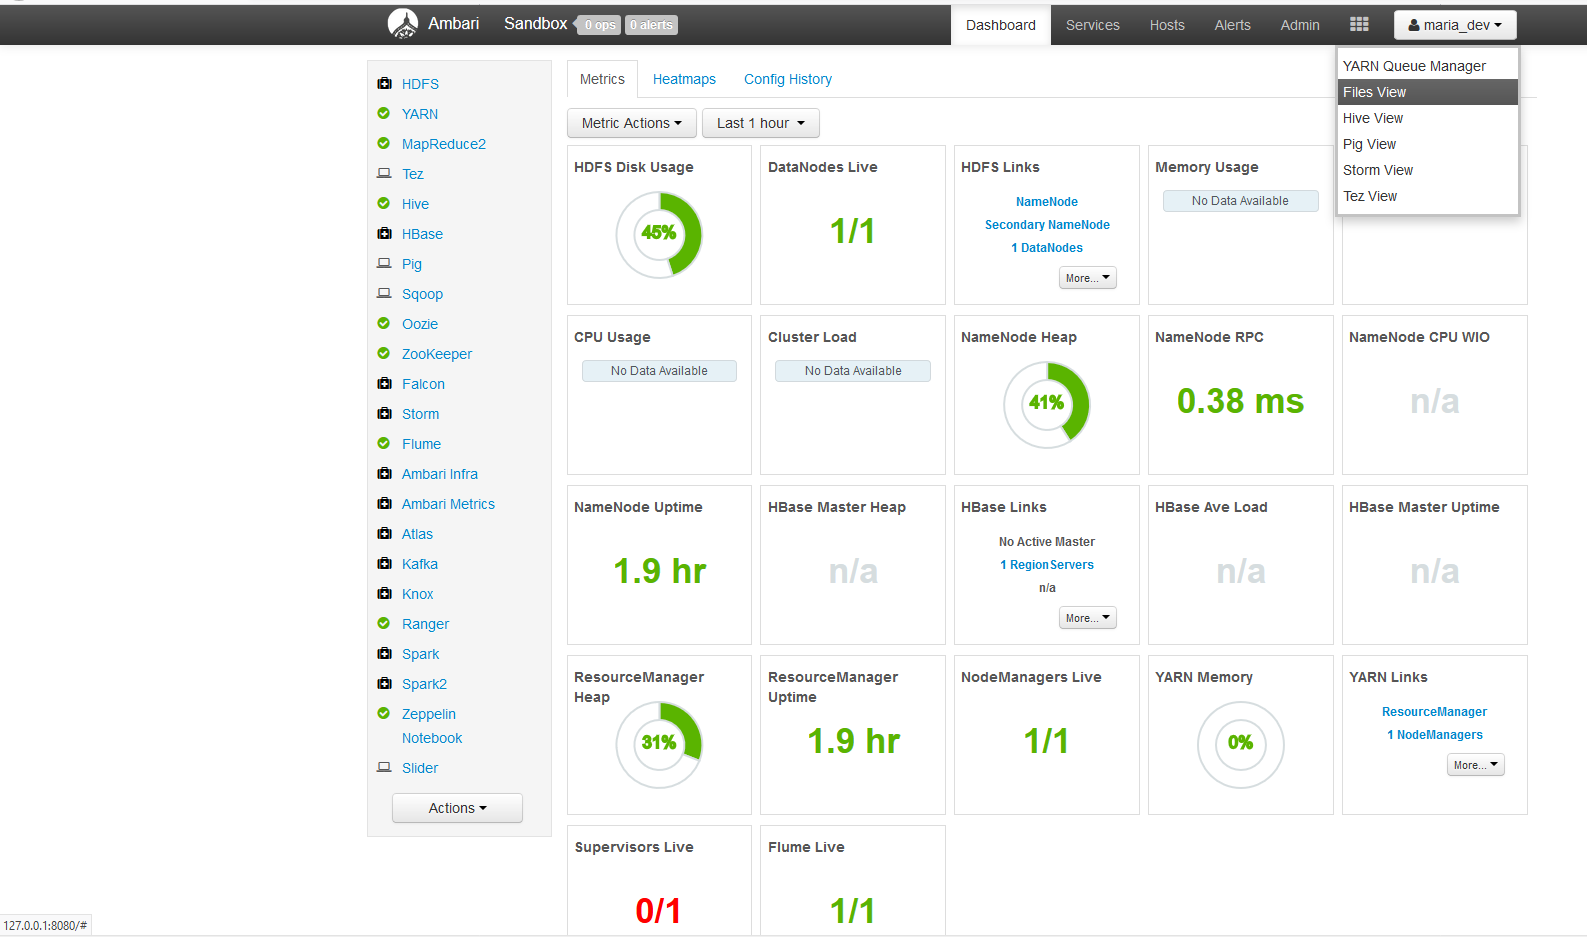 Ambari Sandbox 0 ops 0 alerts Dashboard Services Hosts Alerts Admin maria_dev
YARN Queue Manager
Files View
Hive View
Pig View
Storm View
Tez View
HDFS
YARN
MapReduce2
Tez
Hive
HBase
Pig
Sqoop
Oozie
ZooKeeper
Falcon
Storm
Flume
Ambari Infra
Ambari Metrics
Atlas
Kafka
Knox
Ranger
Spark
Spark2
Zeppelin
Notebook
Slider
Actions
Metrics Heatmaps Config History
Metric Actions Last 1 hour
HDFS Disk Usage
45%
DataNodes Live
1/1
HDFS Links
NameNode
Secondary NameNode
1 DataNodes
More...
Memory Usage
No Data Available
CPU Usage
No Data Available
Cluster Load
No Data Available
NameNode Heap
41%
NameNode RPC
0.38 ms
NameNode CPU WIO
n/a
NameNode Uptime
1.9 hr
HBase Master Heap
n/a
HBase Links
No Active Master
1 RegionServers
n/a
More...
HBase Ave Load
n/a
HBase Master Uptime
n/a
ResourceManager
Heap
31%
ResourceManager
Uptime
1.9 hr
NodeManagers Live
1/1
YARN Memory
0%
YARN Links
ResourceManager
1 NodeManagers
More...
Supervisors Live
0/1
Flume Live
1/1
127.0.0.1:8080/#